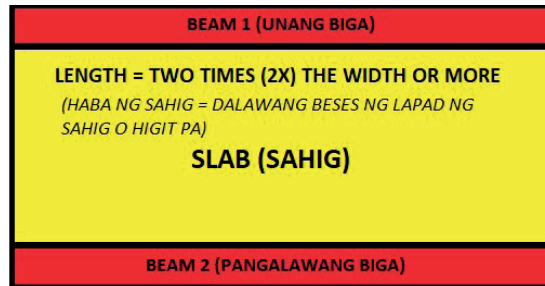 BEAM 1 (UNANG BIGA)
LENGTH = TWO TIMES (2X) THE WIDTH OR MORE
(HABA NG SAHIG = DALAWANG BESES NG LAPAD NG
SAHIG O HIGIT PA)
SLAB (SAHIG)
BEAM 2 (PANGALAWANG BIGA)